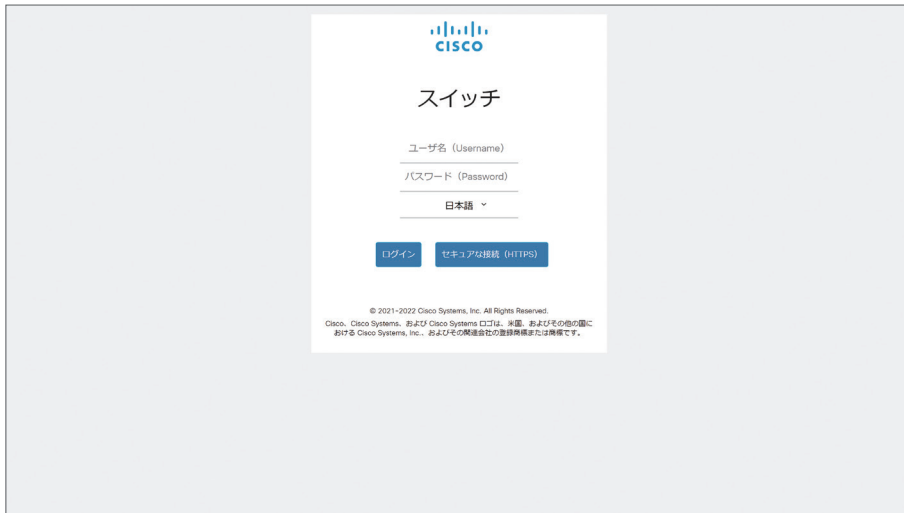 CISCO
スイッチ
ユーザ名（Username）
パスワード（Password）
日本語
ログイン
セキュアな接続（HTTPS）
© 2021-2022 Cisco Systems, Inc. All Rights Reserved.
Cisco、Cisco Systems、および Cisco Systems ロゴは、米国、およびその他の国に
おける Cisco Systems, Inc.、およびその関連会社の登録商標または商標です。